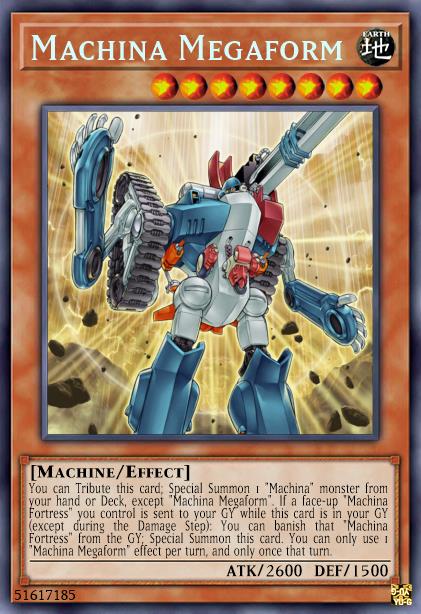 Machina Megaform
EARTH
地
[Machine/Effect]
You can Tribute this card; Special Summon 1 "Machina" monster from
your hand or Deck, except "Machina Megaform". If a face-up "Machina
Fortress" you control is sent to your GY while this card is in your GY
(except during the Damage Step): You can banish that "Machina
Fortress" from the GY; Special Summon this card. You can only use 1
"Machina Megaform" effect per turn, and only once that turn.
ATK/2600 DEF/1500
51617185